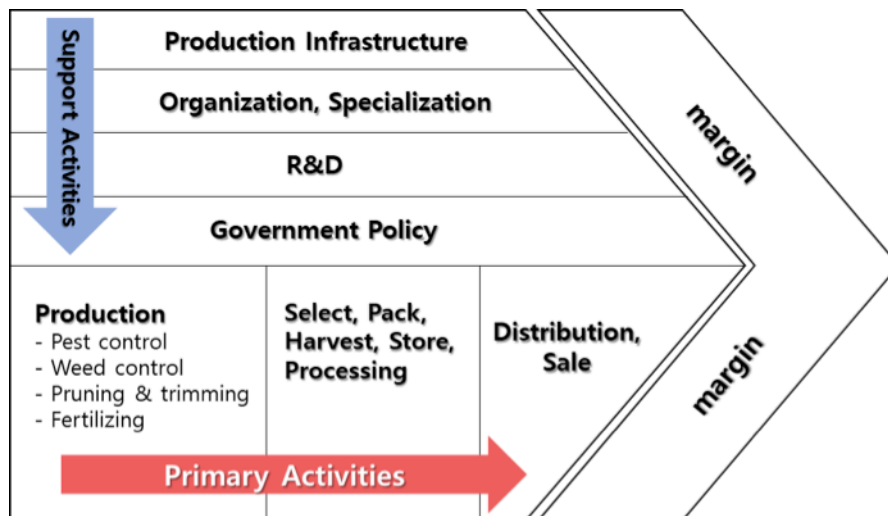 Support Activities
Production Infrastructure
Organization, Specialization
R&D
Government Policy
margin
margin
Production
- Pest control
- Weed control
- Pruning & trimming
- Fertilizing
Select, Pack,
Harvest, Store,
Processing
Distribution,
Sale
Primary Activities